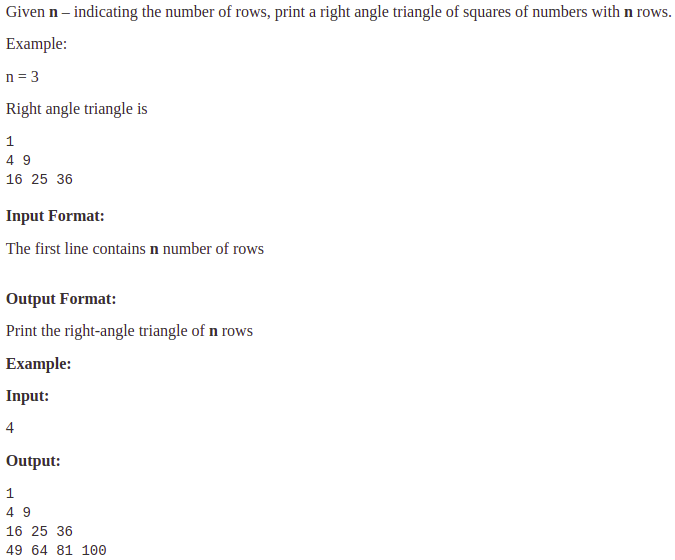 Given n – indicating the number of rows, print a right angle triangle of squares of numbers with n rows.
Example:
n = 3
Right angle triangle is
1
4 9
16 25 36
Input Format:
The first line contains n number of rows
Output Format:
Print the right-angle triangle of n rows
Example:
Input:
4
Output:
1
4 9
16 25 36
49 64 81 100